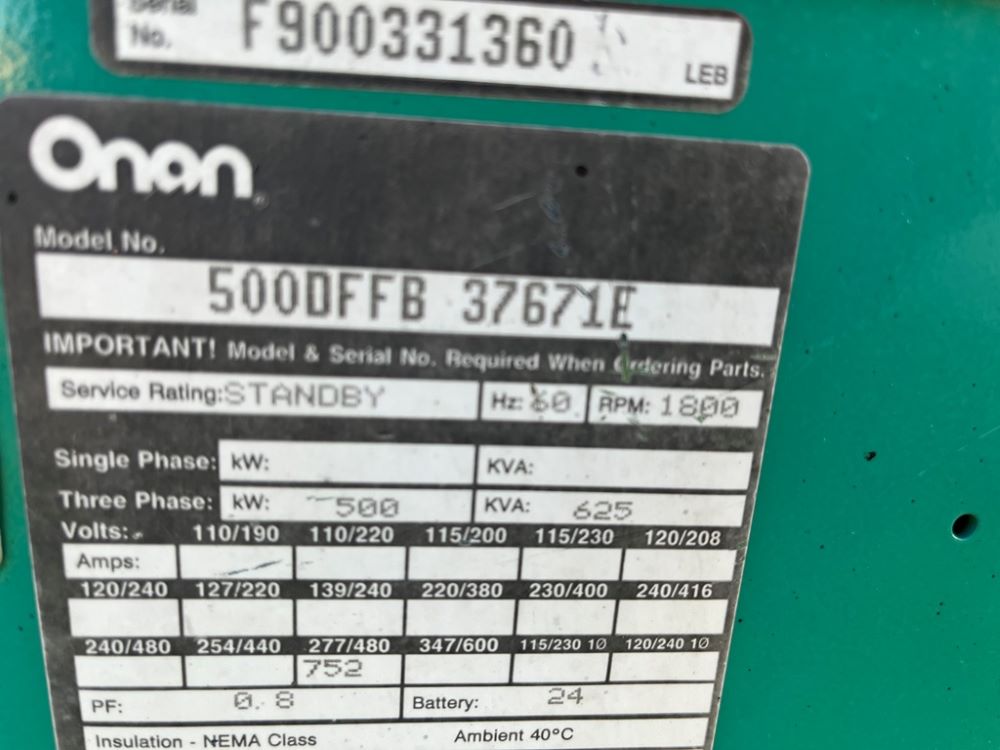 Serial
No. F900331360
LEB
Onan®
Model No.
500DFFB 37671E
IMPORTANT! Model & Serial No. Required When Ordering Parts.
Service Rating: STANDBY Hz: 60 RPM: 1800
Single Phase: kW: KVA:
Three Phase: kW: 500 KVA: 625
Volts: 110/190 110/220 115/200 115/230 120/208
Amps:
120/240 127/220 139/240 220/380 230/400 240/416
240/480 254/440 277/480 347/600 115/230 1Ø 120/240 1Ø
752
PF: 0.8 Battery: 24
Insulation - NEMA Class Ambient 40°C